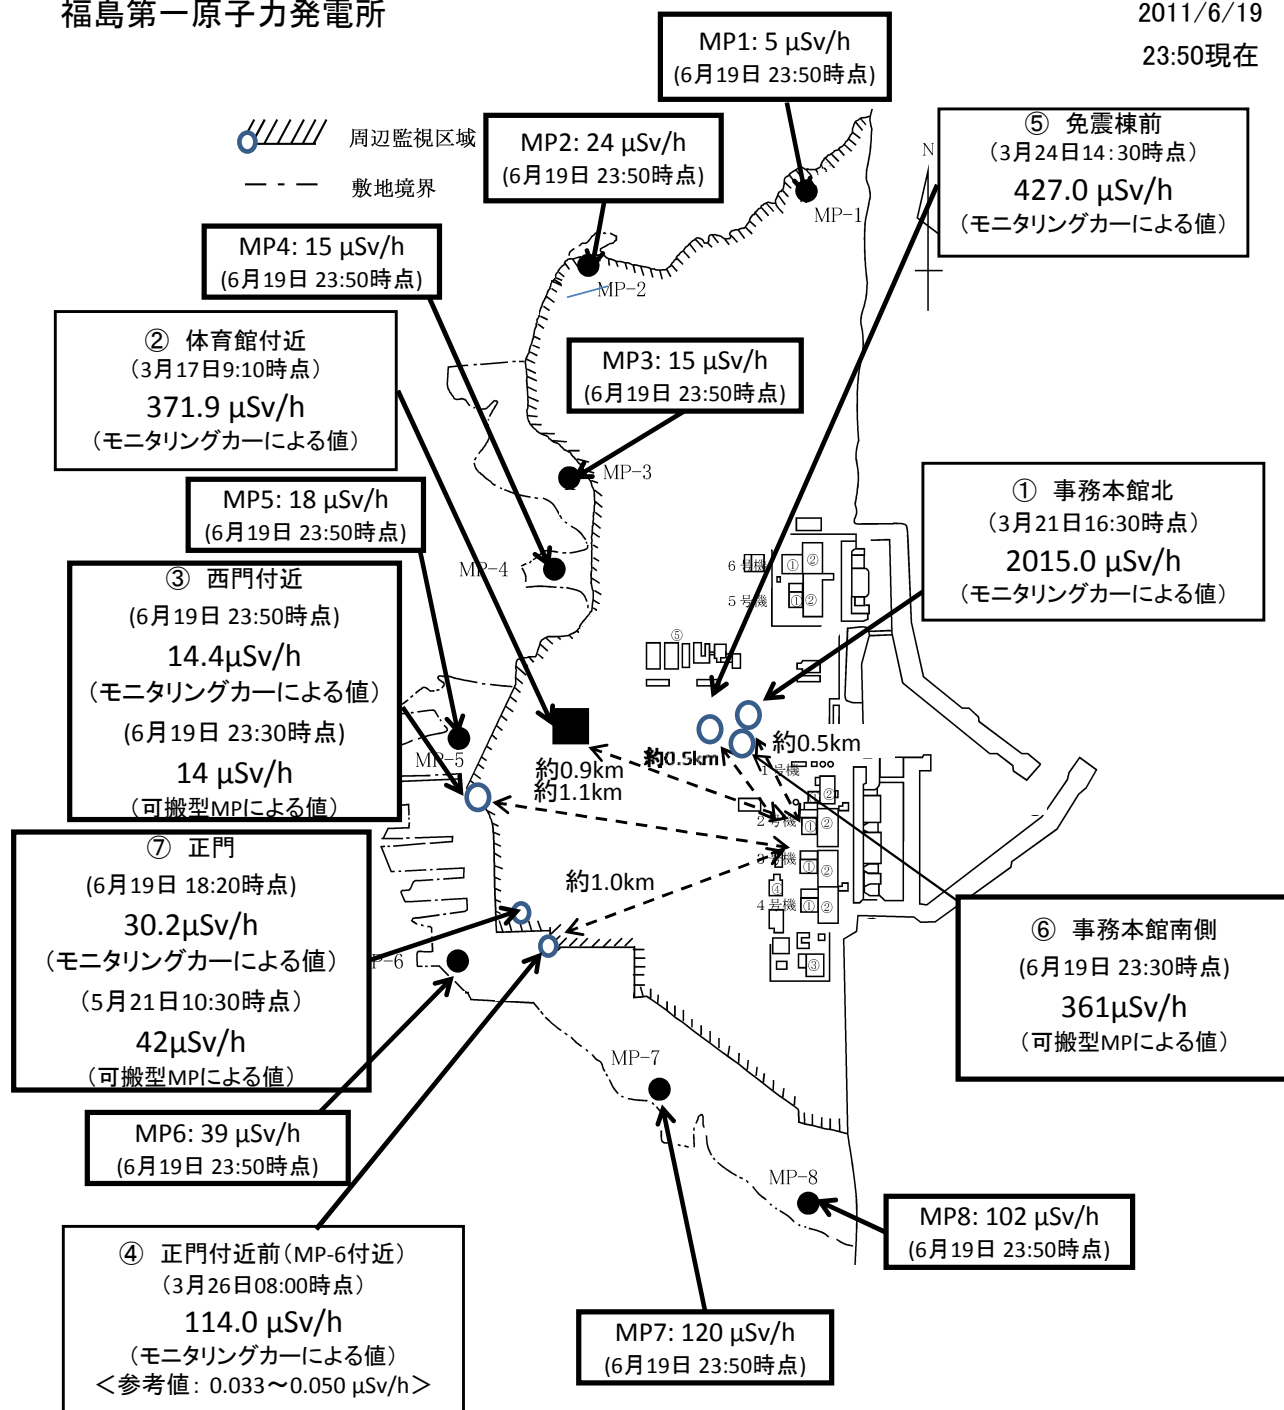 福島第一原子力発電所
2011/6/19
23:50現在
周辺監視区域
敷地境界
MP1: 5 μSv/h
(6月19日 23:50時点)
MP2: 24 μSv/h
(6月19日 23:50時点)
⑤ 免震棟前
(3月24日14:30時点)
427.0 μSv/h
(モニタリングカーによる値)
N
MP-1
MP4: 15 μSv/h
(6月19日 23:50時点)
MP-2
② 体育館付近
(3月17日9:10時点)
371.9 μSv/h
(モニタリングカーによる値)
MP3: 15 μSv/h
(6月19日 23:50時点)
MP-3
MP5: 18 μSv/h
(6月19日 23:50時点)
① 事務本館北
(3月21日16:30時点)
2015.0 μSv/h
(モニタリングカーによる値)
MP-4
6号機 ① ②
5号機 ① ②
③ 西門付近
(6月19日 23:50時点)
14.4μSv/h
(モニタリングカーによる値)
(6月19日 23:30時点)
14 μSv/h
(可搬型MPによる値)
⑤
MP-5
約0.9km
約1.1km
約0.5km
約0.5km
1号機
① ②
2号機 ① ②
3号機 ① ②
④
4号機 ① ②
③
約1.0km
⑦ 正門
(6月19日 18:20時点)
30.2μSv/h
(モニタリングカーによる値)
(5月21日10:30時点)
42μSv/h
(可搬型MPによる値)
P-6
⑥ 事務本館南側
(6月19日 23:30時点)
361μSv/h
(可搬型MPによる値)
MP-7
MP6: 39 μSv/h
(6月19日 23:50時点)
MP-8
④ 正門付近前(MP-6付近)
(3月26日08:00時点)
114.0 μSv/h
(モニタリングカーによる値)
<参考値: 0.033~0.050 μSv/h>
MP8: 102 μSv/h
(6月19日 23:50時点)
MP7: 120 μSv/h
(6月19日 23:50時点)